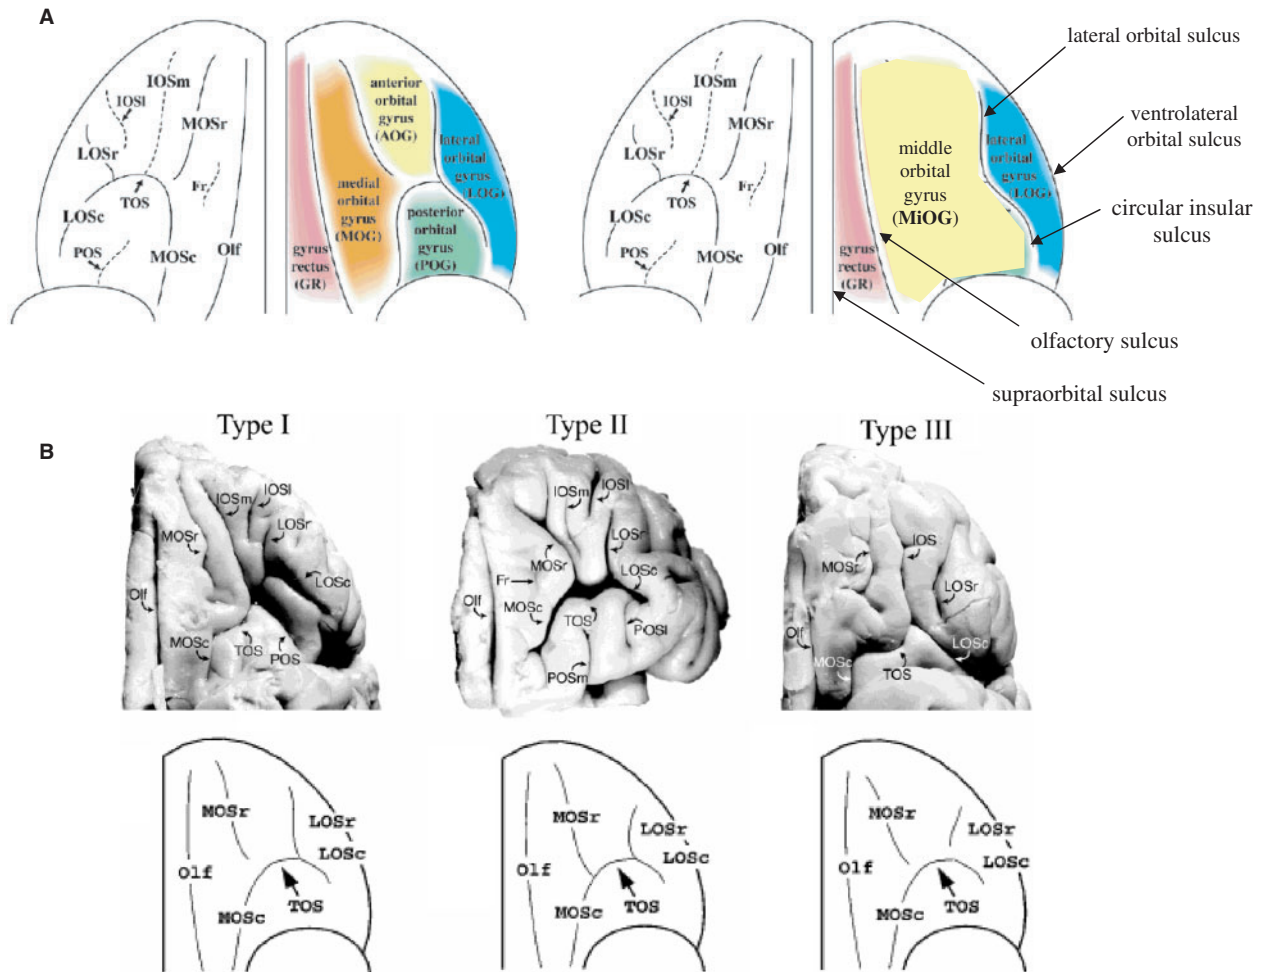 A
IOSm
IOSl
MOSr
LOSr
Fr
TOS
LOSc
POS
MOSc
Olf
anterior
orbital
gyrus
(AOG)
lateral
orbital
gyrus
(LOG)
medial
orbital
gyrus
(MOG)
posterior
orbital
gyrus
(POG)
gyrus
rectus
(GR)
IOSm
IOSl
MOSr
LOSr
Fr
TOS
LOSc
POS
MOSc
Olf
middle
orbital
gyrus
(MiOG)
lateral
orbital
gyrus
(LOG)
gyrus
rectus
(GR)
lateral orbital sulcus
ventrolateral
orbital sulcus
circular insular
sulcus
olfactory sulcus
supraorbital sulcus
B
Type I
IOSm
IOSl
LOSr
MOSr
LOSc
Olf
MOSc
TOS
POS
Type II
IOSm
IOSl
LOSr
MOSr
LOSc
Fr
Olf
MOSc
TOS
POSl
POSm
Type III
IOS
MOSr
LOSr
Olf
LOSc
MOSc
TOS
MOSr
LOSr
LOSc
Olf
TOS
MOSc
MOSr
LOSr
LOSc
Olf
TOS
MOSc
MOSr
LOSr
LOSc
Olf
TOS
MOSc